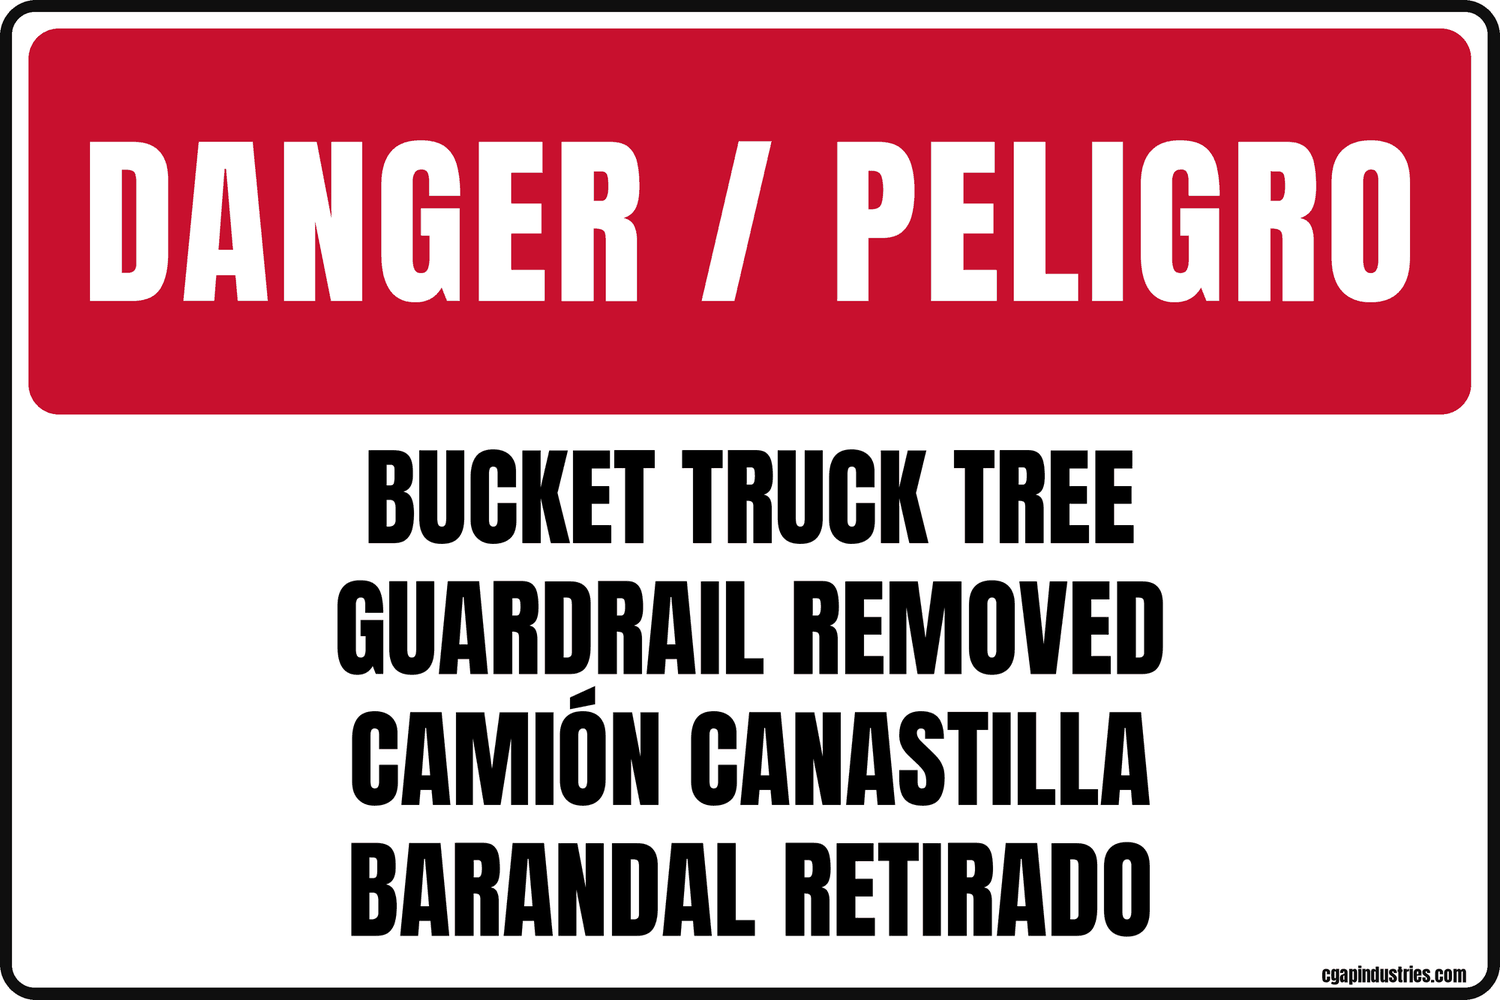 DANGER / PELIGRO
BUCKET TRUCK TREE
GUARDRAIL REMOVED
CAMIÓN CANASTILLA
BARANDAL RETIRADO
cgapindustries.com